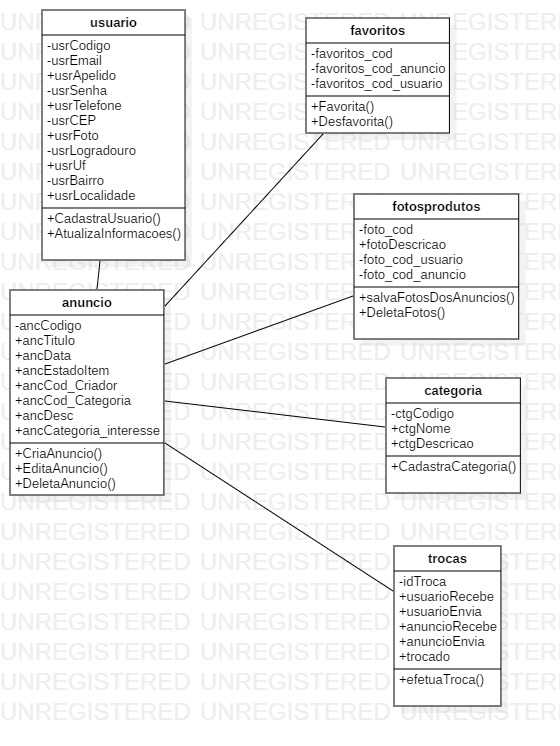 usuario
-usrCodigo
-usrEmail
+usrApelido
-usrSenha
+usrTelefone
-usrCEP
+usrFoto
-usrLogradouro
+usrUf
-usrBairro
+usrLocalidade
+CadastraUsuario()
+AtualizaInformacoes()
favoritos
-favoritos_cod
-favoritos_cod_anuncio
-favoritos_cod_usuario
+Favorita()
+Desfavorita()
fotosprodutos
-foto_cod
+fotoDescricao
-foto_cod_usuario
-foto_cod_anuncio
+salvaFotosDosAnuncios()
+DeletaFotos()
anuncio
-ancCodigo
+ancTitulo
+ancData
+ancEstadoItem
+ancCod_Criador
+ancCod_Categoria
+ancDesc
+ancCategoria_interesse
+CriaAnuncio()
+EditaAnuncio()
+DeletaAnuncio()
categoria
-ctgCodigo
+ctgNome
+ctgDescricao
+CadastraCategoria()
trocas
-idTroca
+usuarioRecebe
+usuarioEnvia
+anuncioRecebe
+anuncioEnvia
+trocado
+efetuaTroca()
UNREGISTERED UNREGISTERED UNREGISTERED